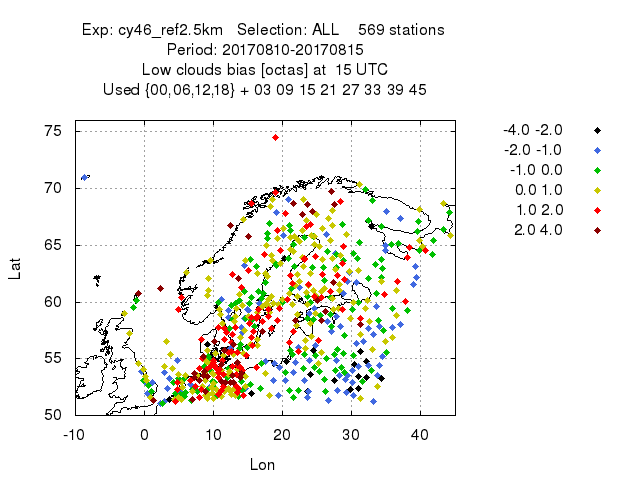 Exp: cy46_ref2.5km   Selection: ALL    569 stations
Period: 20170810-20170815
Low clouds bias [octas] at  15 UTC
Used {00,06,12,18} + 03 09 15 21 27 33 39 45
75
70
65
60
55
50
Lat
-10 0 10 20 30 40
Lon
-4.0 -2.0
-2.0 -1.0
-1.0 0.0
0.0 1.0
1.0 2.0
2.0 4.0